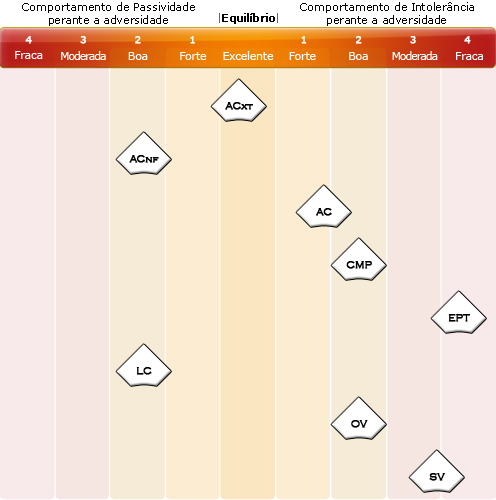 Comportamento de Passividade
perante a adversidade
|Equilíbrio|
Comportamento de Intolerância
perante a adversidade
4 3 2 1 1 2 3 4
Fraca Moderada Boa Forte Excelente Forte Boa Moderada Fraca
ACXT
ACNF
AC
CMP
EPT
LC
OV
SV